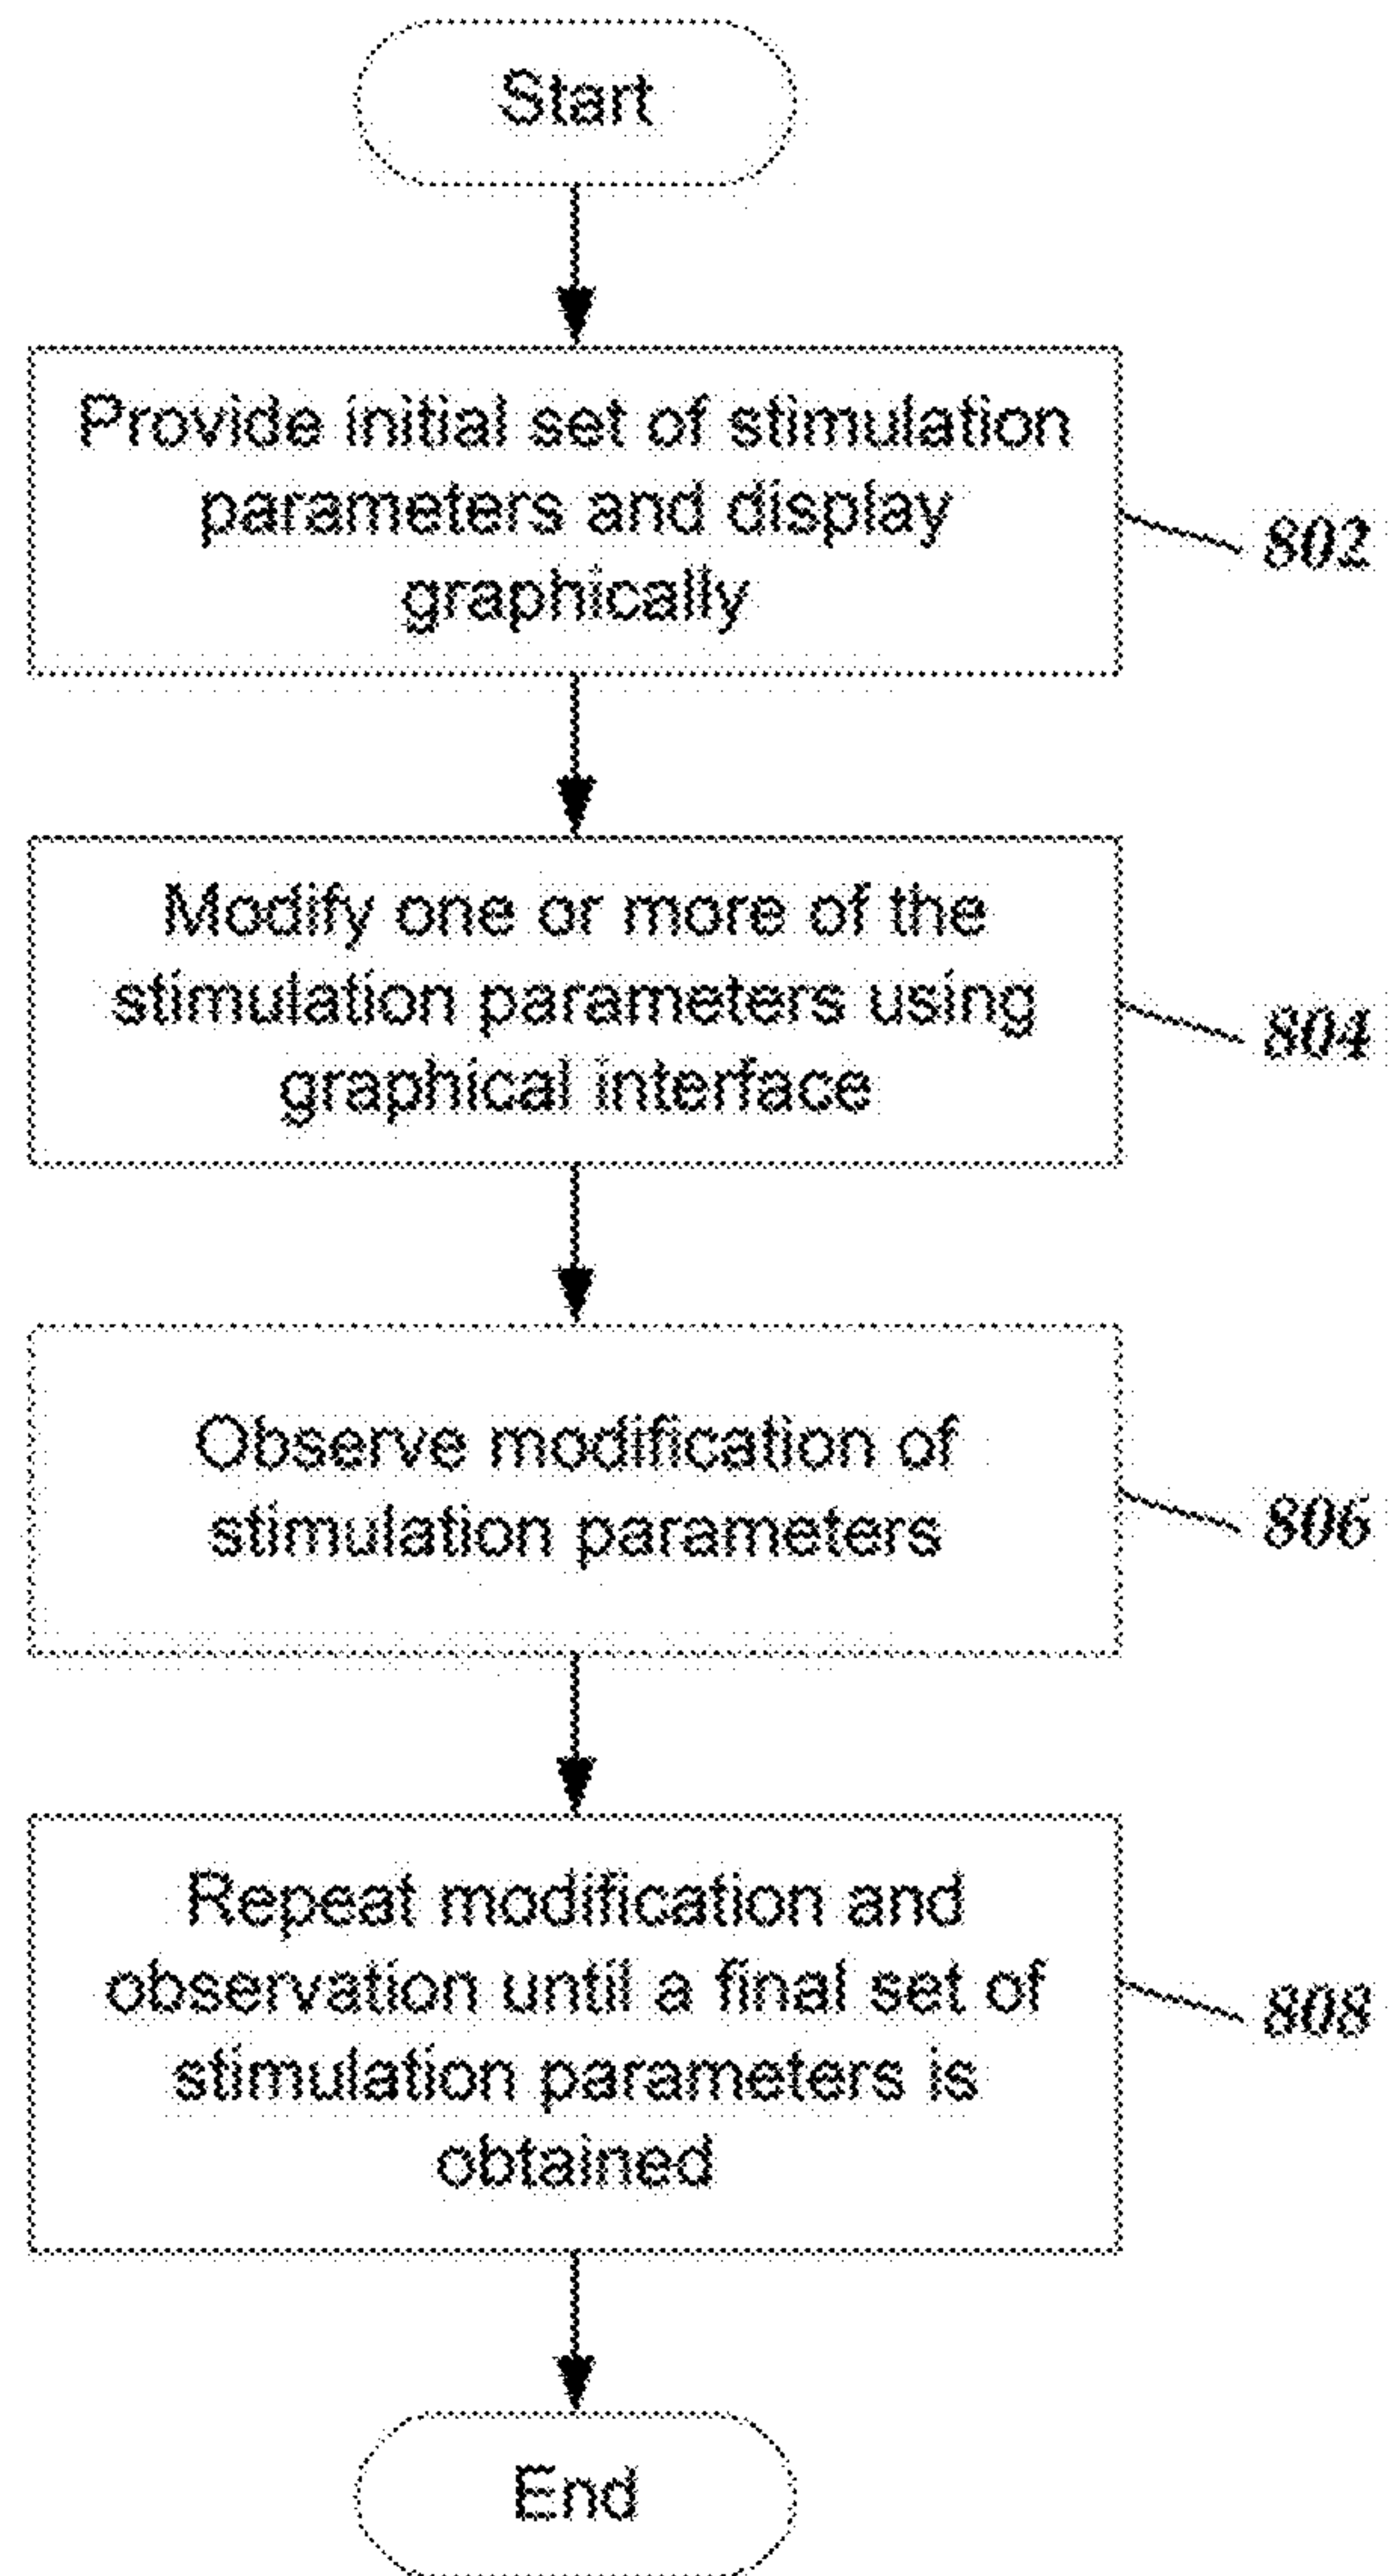 Start
Provide initial set of stimulation
parameters and display
graphically
802
Modify one or more of the
stimulation parameters using
graphical interface
804
Observe modification of
stimulation parameters
806
Repeat modification and
observation until a final set of
stimulation parameters is
obtained
808
End